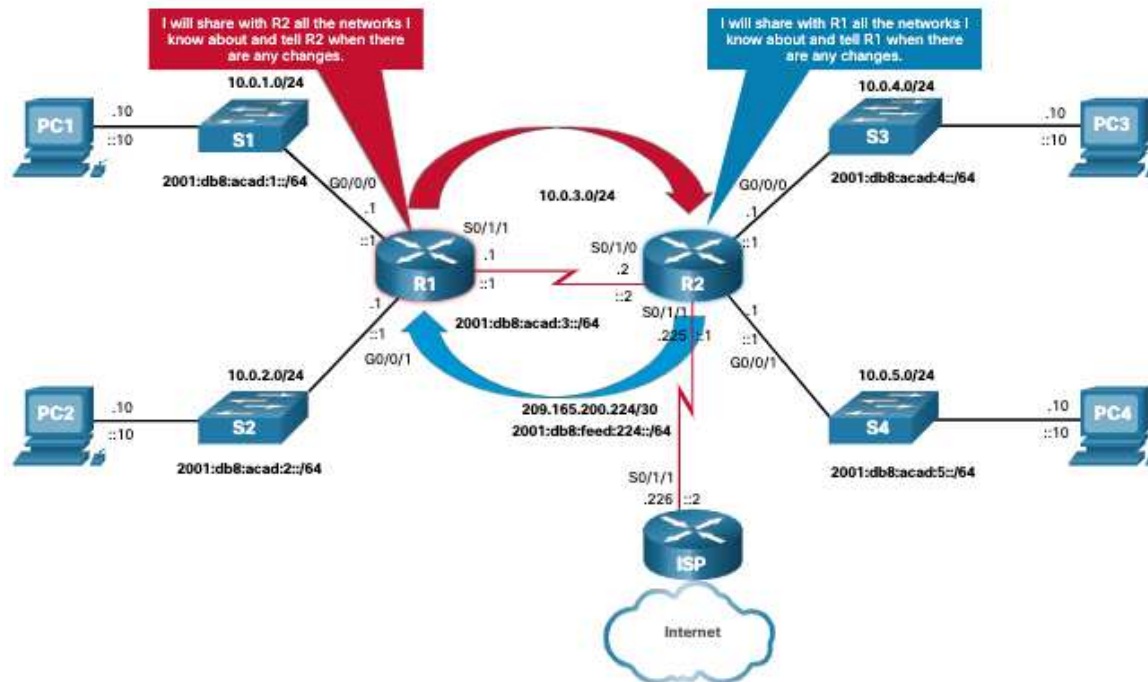 I will share with R2 all the networks I
know about and tell R2 when there
are any changes.
I will share with R1 all the networks I
know about and tell R1 when there
are any changes.
10.0.1.0/24
10.0.4.0/24
PC1
.10
::10
S1
S3
.10
::10
PC3
2001:db8:acad:1::/64
G0/0/0
.1
::1
10.0.3.0/24
G0/0/0
.1
::1
2001:db8:acad:4::/64
S0/1/1
.1
::1
R1
S0/1/0
.2
::2
R2
.1
::1
G0/0/1
2001:db8:acad:3::/64
S0/1/1
.225
::1
.1
::1
G0/0/1
10.0.2.0/24
10.0.5.0/24
PC2
.10
::10
S2
209.165.200.224/30
2001:db8:feed:224::/64
S4
.10
::10
PC4
2001:db8:acad:2::/64
2001:db8:acad:5::/64
S0/1/1
.226
::2
ISP
Internet